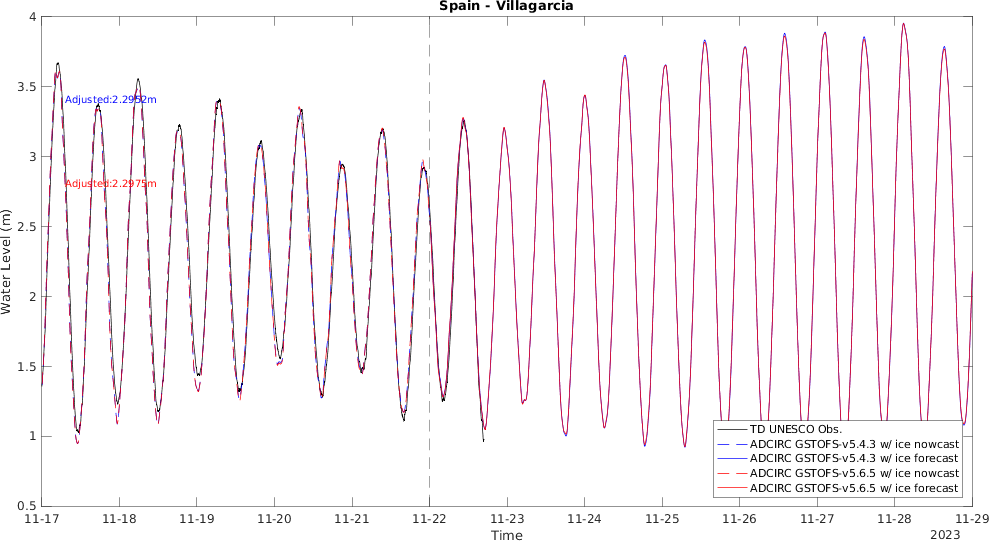 Spain - Villagarcia
4
3.5
3
2.5
2
1.5
1
0.5
Water Level (m)
Adjusted:2.2952m
Adjusted:2.2975m
TD UNESCO Obs.
ADCIRC GSTOFS-v5.4.3 w/ ice nowcast
ADCIRC GSTOFS-v5.4.3 w/ ice forecast
ADCIRC GSTOFS-v5.6.5 w/ ice nowcast
ADCIRC GSTOFS-v5.6.5 w/ ice forecast
11-17 11-18 11-19 11-20 11-21 11-22 11-23 11-24 11-25 11-26 11-27 11-28 11-29
Time
2023